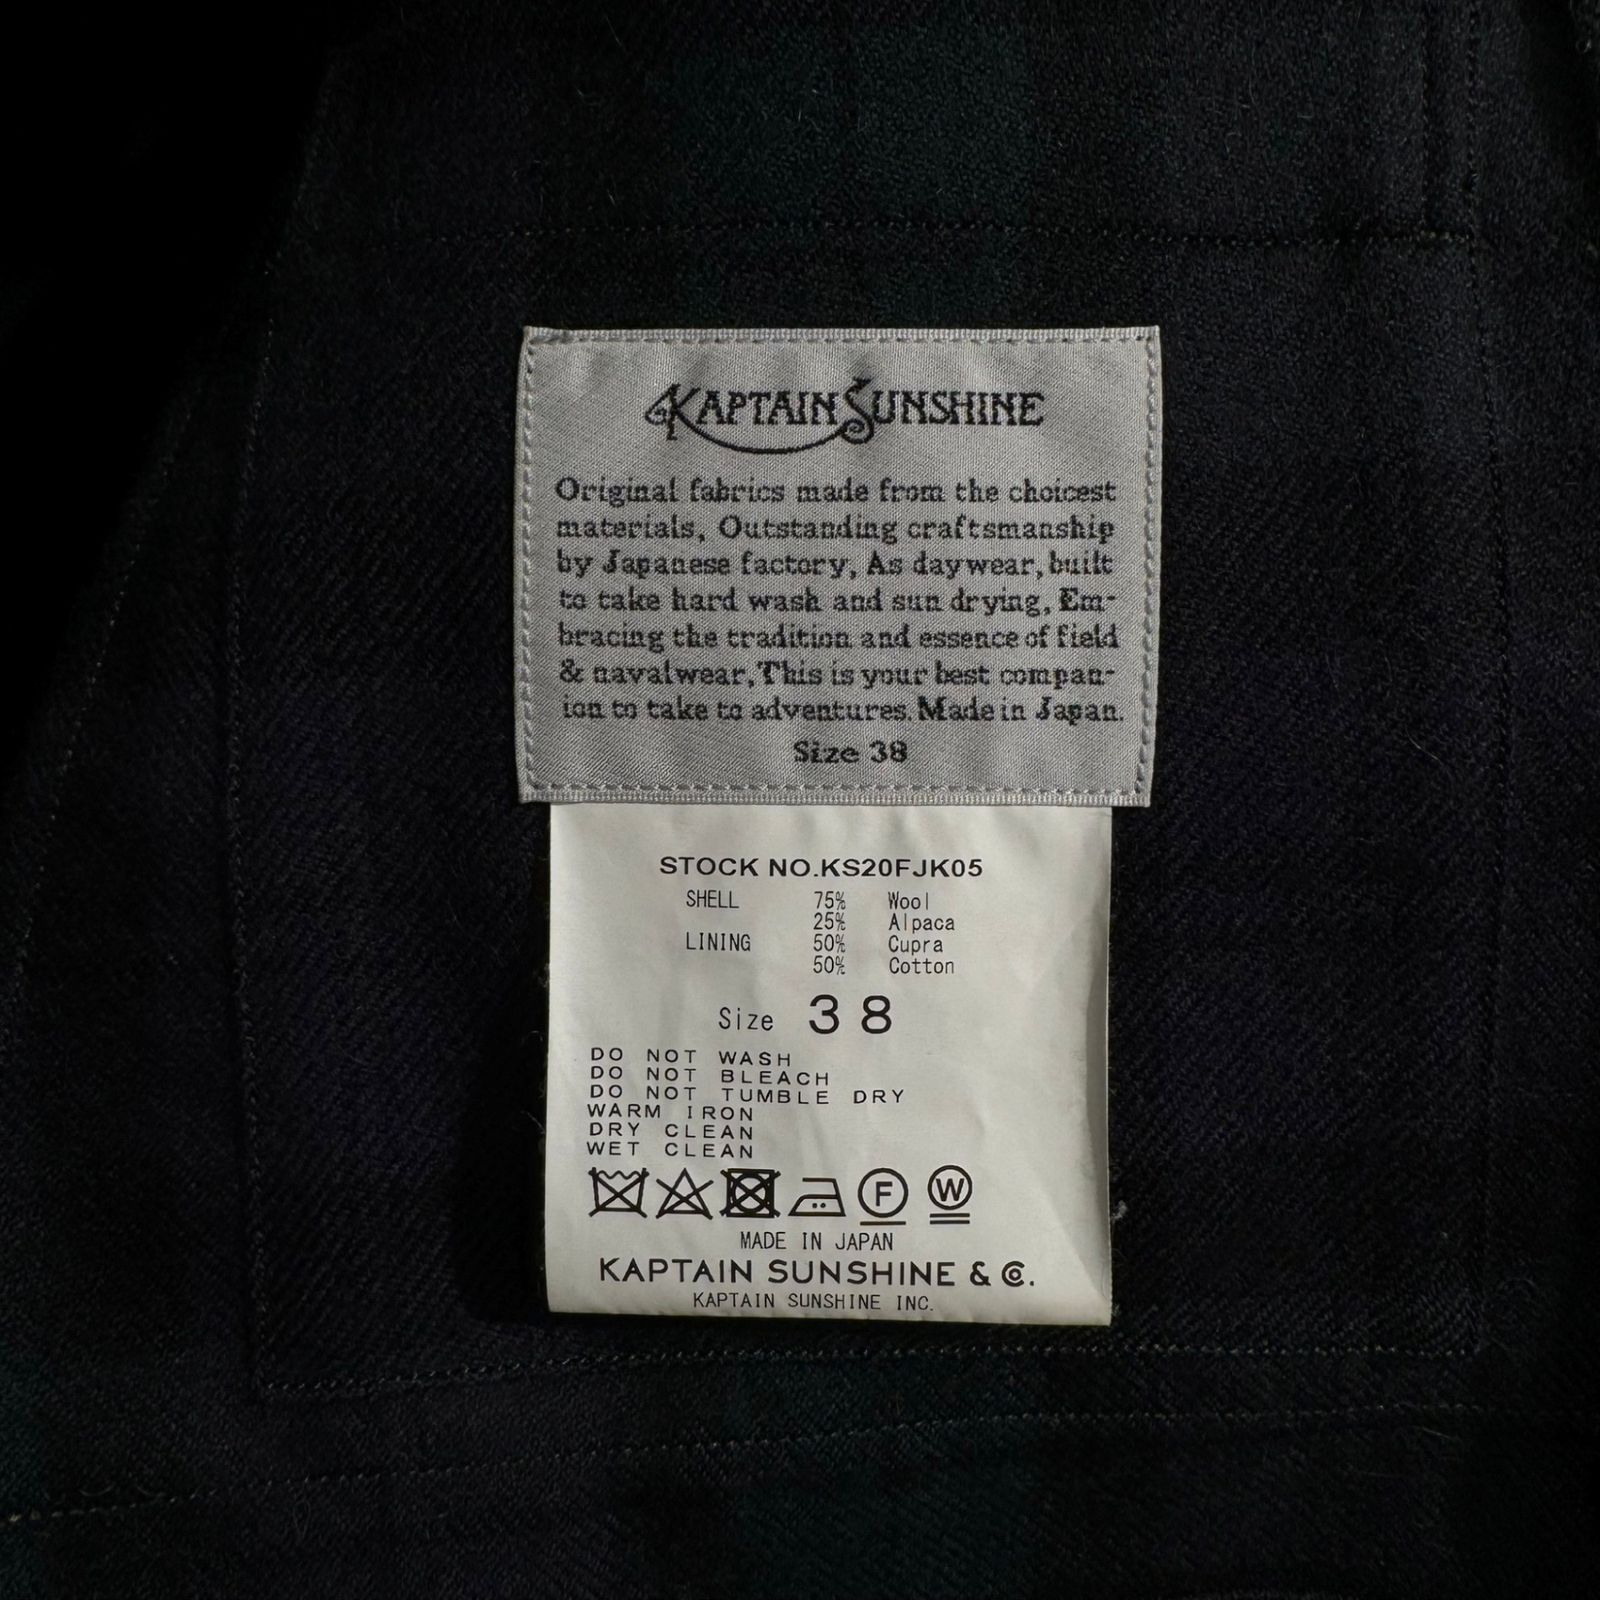 KAPTAIN SUNSHINE
Original fabrics made from the choicest
materials, Outstanding craftsmanship
by Japanese factory, As daywear, built
to take hard wash and sun drying, Em-
bracing the tradition and essence of field
& navalwear, This is your best compan-
ion to take to adventures. Made in Japan.
Size 38
STOCK NO.KS20FJK05
SHELL 75% Wool
25% Alpaca
LINING 50% Cupra
50% Cotton
Size 38
DO NOT WASH
DO NOT BLEACH
DO NOT TUMBLE DRY
WARM IRON
DRY CLEAN
WET CLEAN
F W
MADE IN JAPAN
KAPTAIN SUNSHINE & Co.
KAPTAIN SUNSHINE INC.